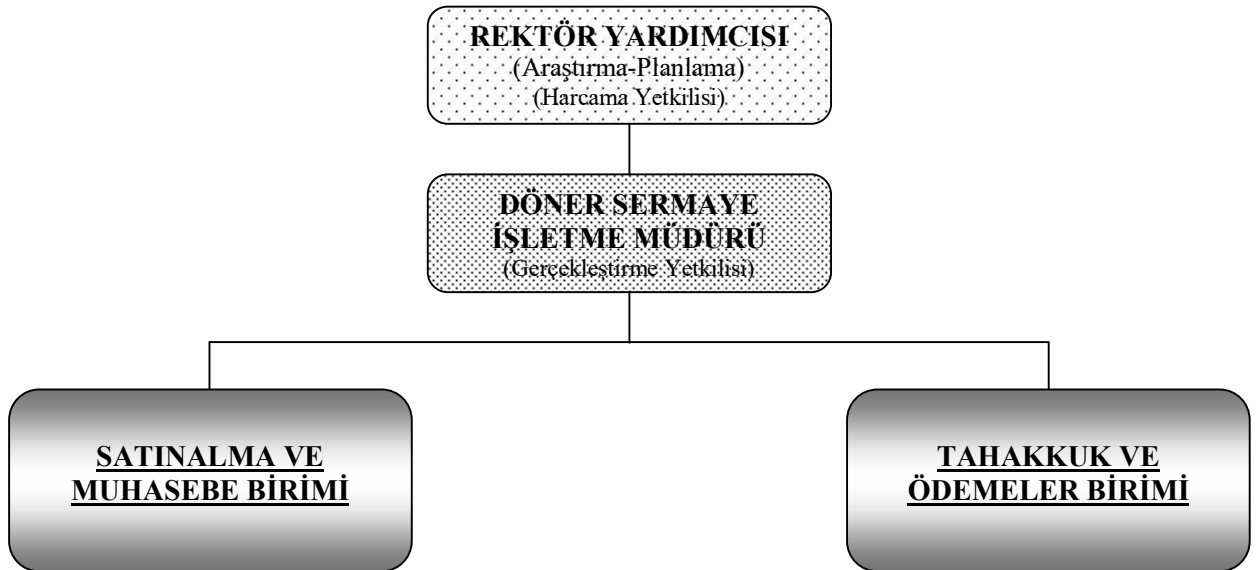 REKTÖR YARDIMCISI
(Araştırma-Planlama)
(Harcama Yetkilisi)
DÖNER SERMAYE
İŞLETME MÜDÜRÜ
(Gerçekleştirme Yetkilisi)
SATINALMA VE
MUHASEBE BİRİMİ
TAHAKKUK VE
ÖDEMELER BİRİMİ